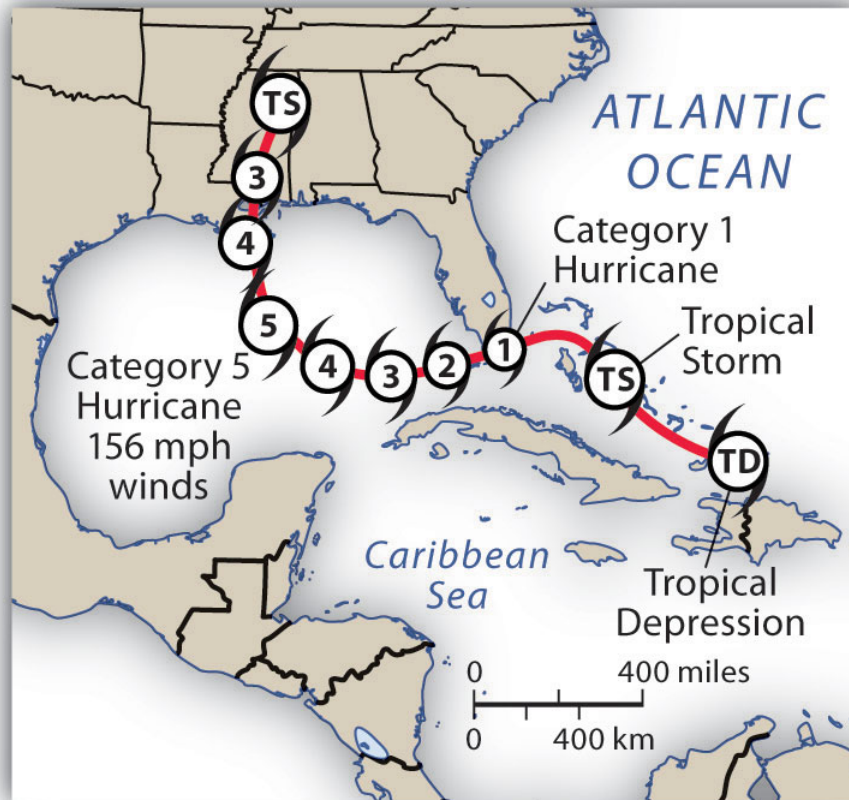 TS
3
4
5
4
3
2
1
TS
TD
ATLANTIC
OCEAN
Category 1
Hurricane
Tropical
Storm
Category 5
Hurricane
156 mph
winds
Caribbean
Sea
Tropical
Depression
0 400 miles
0 400 km